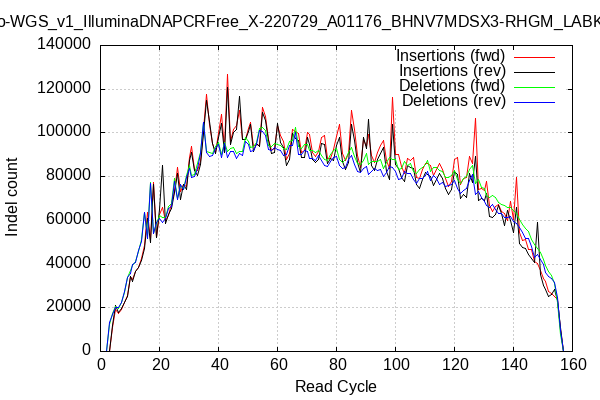 o-WGS_v1_IlluminaDNAPCRFree_X-220729_A01176_BHNV7MDSX3-RHGM_LABK
140000
120000
100000
80000
60000
40000
20000
0
Indel count
Insertions (fwd)
Insertions (rev)
Deletions (fwd)
Deletions (rev)
0 20 40 60 80 100 120 140 160
Read Cycle